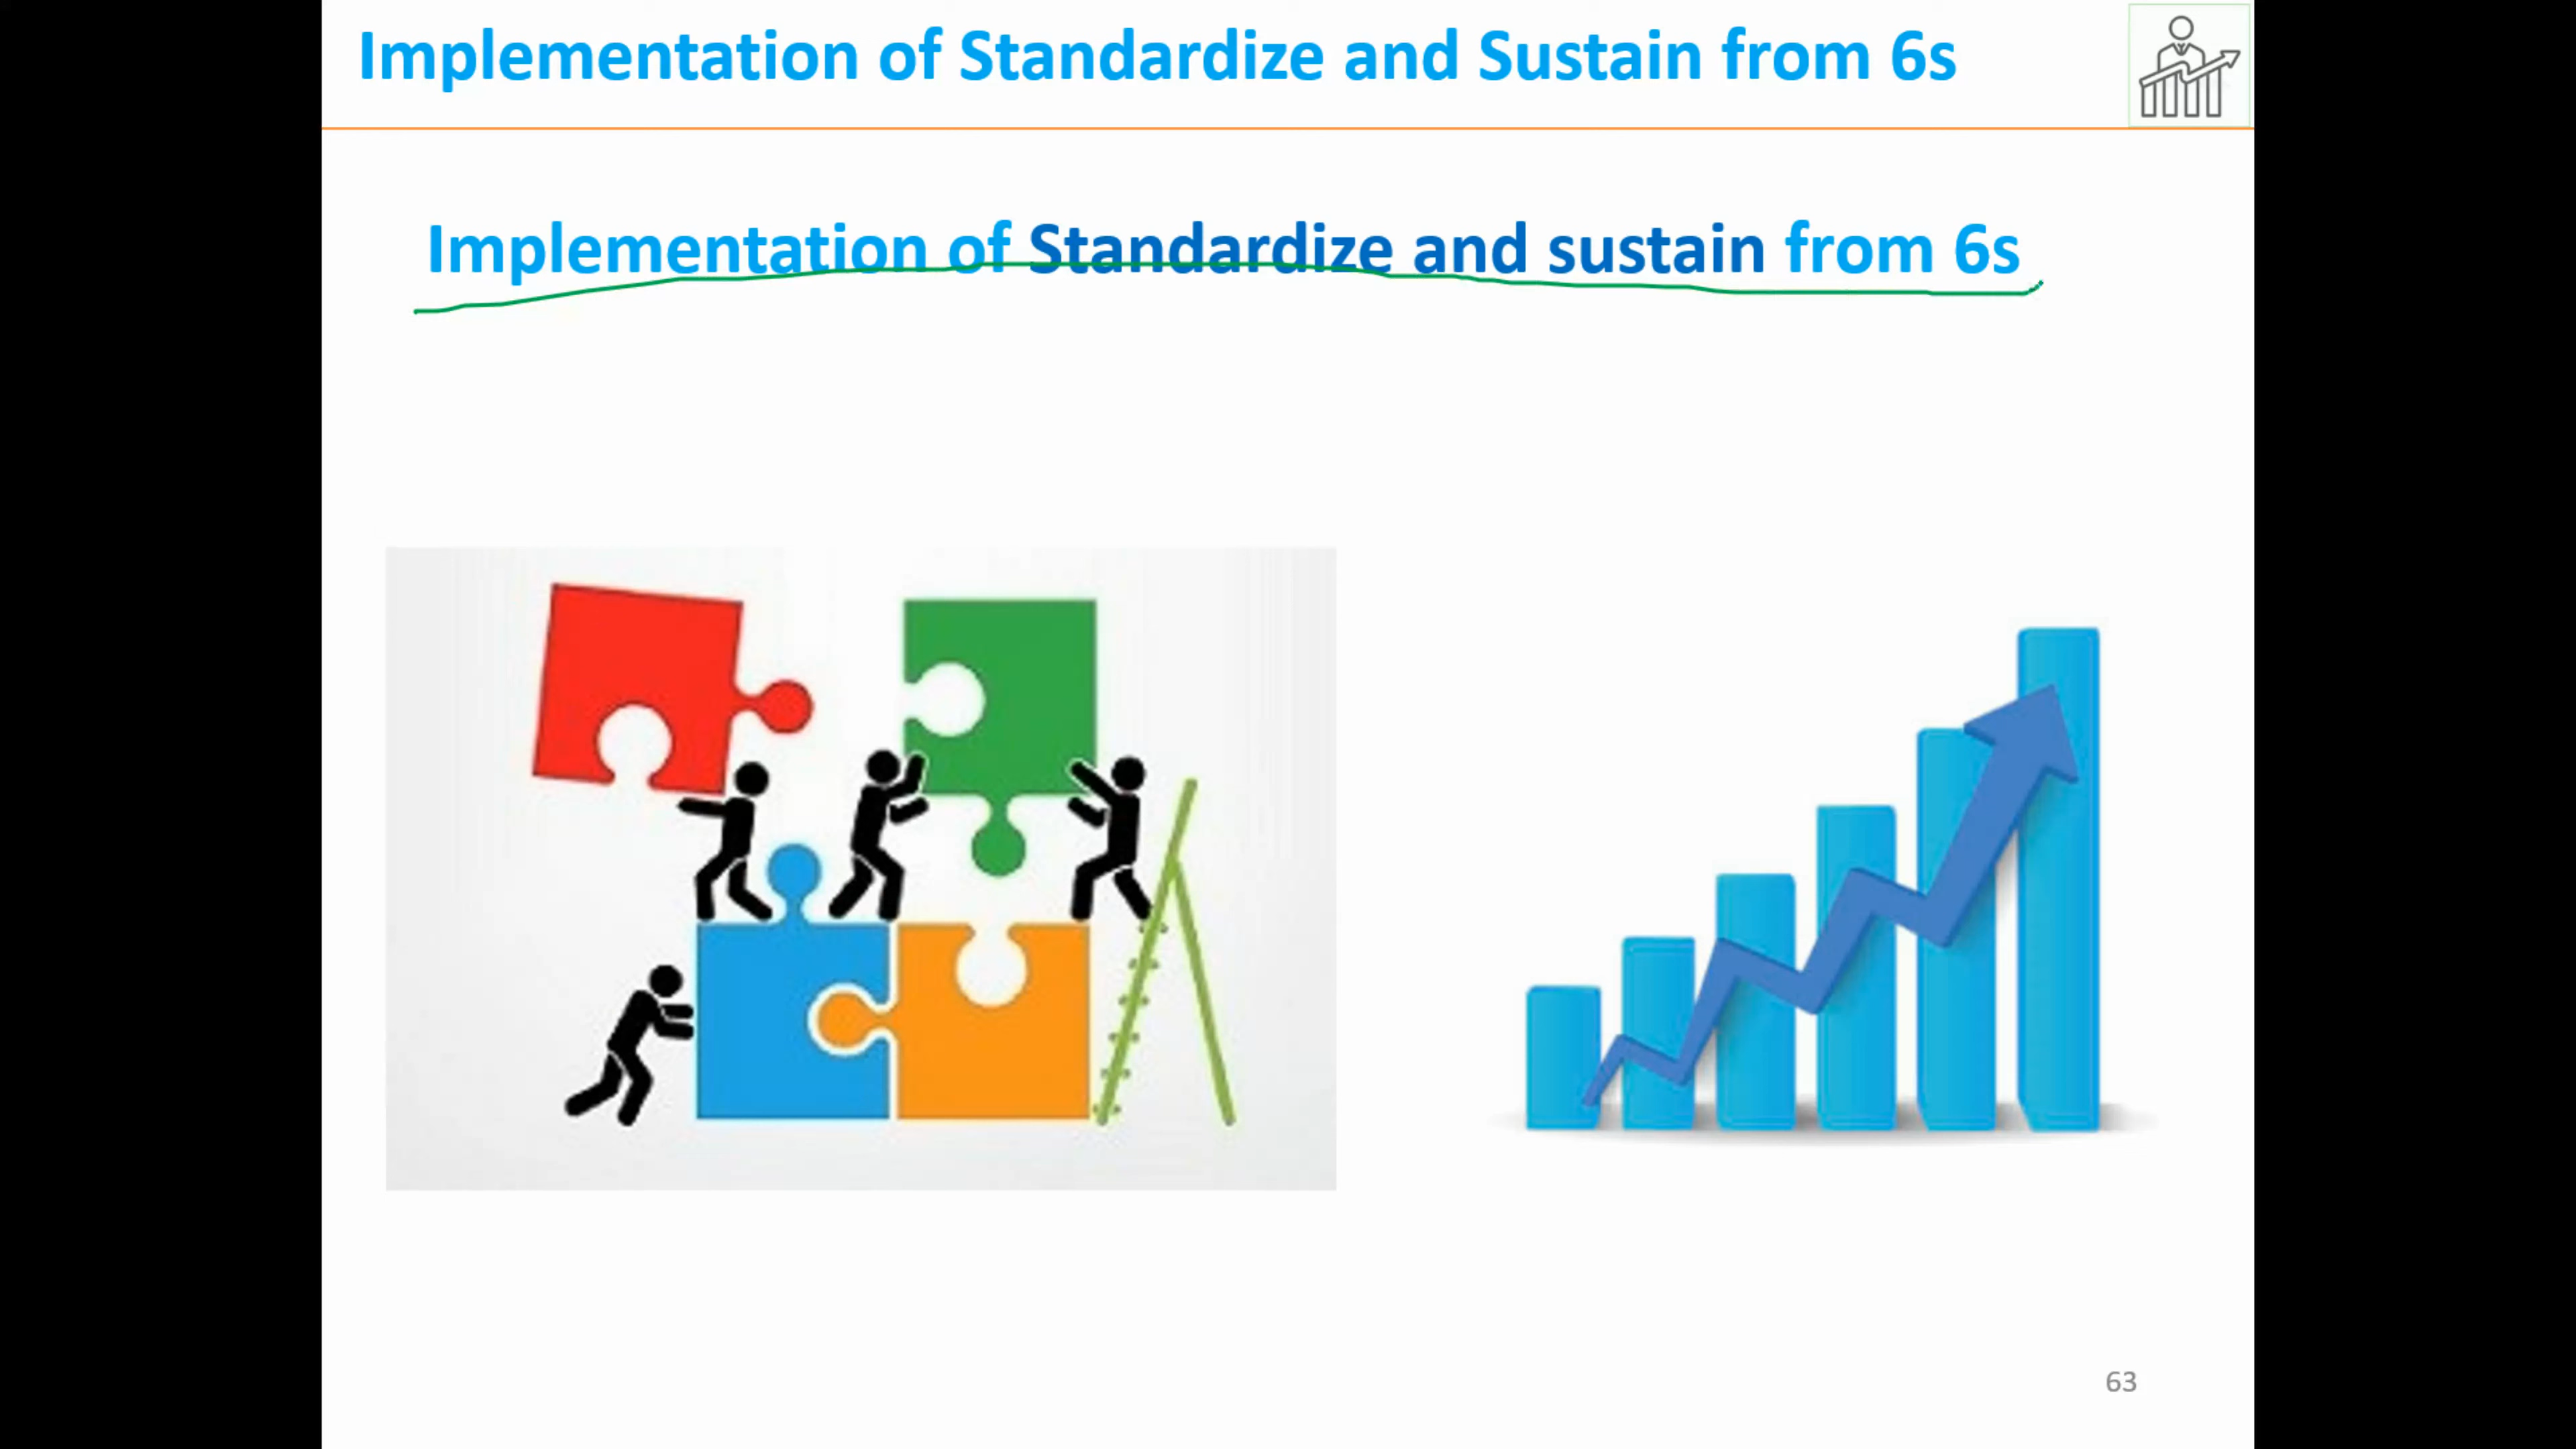 Implementation of Standardize and Sustain from 6s
Implementation of Standardize and sustain from 6s
63